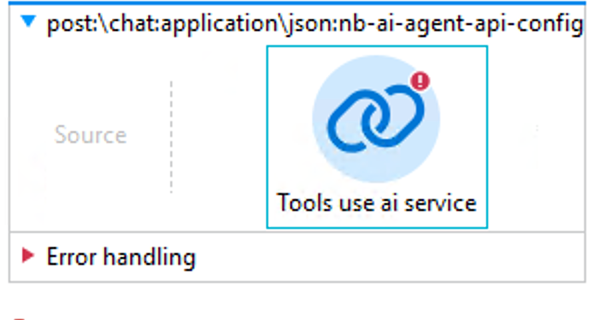 post:\chat:application\json:nb-ai-agent-api-config
Source
Tools use ai service
Error handling